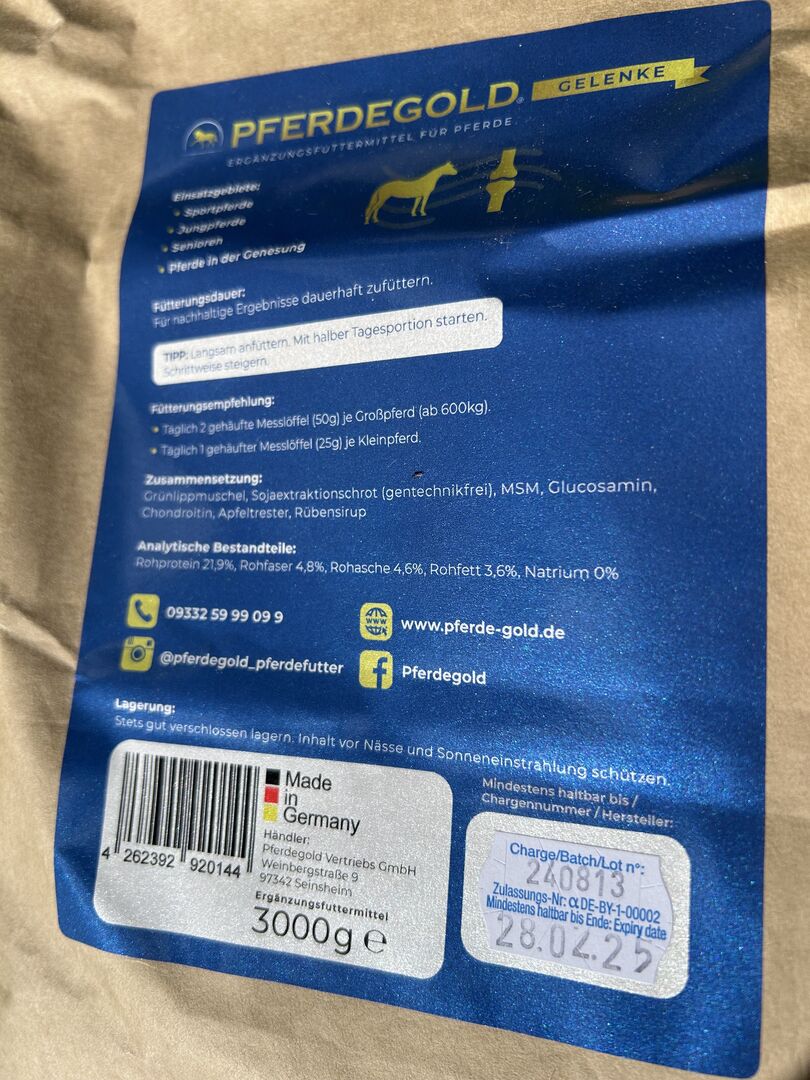 PFERDEGOLD® GELENKE
ERGÄNZUNGSFUTTERMITTEL FÜR PFERDE
Einsatzgebiete:
• Sportpferde
• Jungpferde
• Senioren
• Pferde in der Genesung
Fütterungsdauer:
Für nachhaltige Ergebnisse dauerhaft zufüttern.
TIPP: Langsam anfüttern. Mit halber Tagesportion starten.
Schrittweise steigern.
Fütterungsempfehlung:
• Täglich 2 gehäufte Messlöffel (50g) je Großpferd (ab 600kg).
• Täglich 1 gehäufter Messlöffel (25g) je Kleinpferd.
Zusammensetzung:
Grünlippmuschel, Sojaextraktionschrot (gentechnikfrei), MSM, Glucosamin,
Chondroitin, Apfeltrester, Rübensirup
Analytische Bestandteile:
Rohprotein 21,9%, Rohfaser 4,8%, Rohasche 4,6%, Rohfett 3,6%, Natrium 0%
09332 59 99 09 9
WWW
www.pferde-gold.de
@pferdegold_pferdefutter
Pferdegold
Lagerung:
Stets gut verschlossen lagern. Inhalt vor Nässe und Sonneneinstrahlung schützen.
4 262392 920144
Made
in
Germany
Händler:
Pferdegold Vertriebs GmbH
Weinbergstraße 9
97342 Seinsheim
Ergänzungsfuttermittel
3000g ℮
Mindestens haltbar bis /
Chargennummer / Hersteller:
Charge/Batch/Lot n°:
240813
Zulassungs-Nr: α DE-BY-1-00002
Mindestens haltbar bis Ende: Expiry date
28.02.25